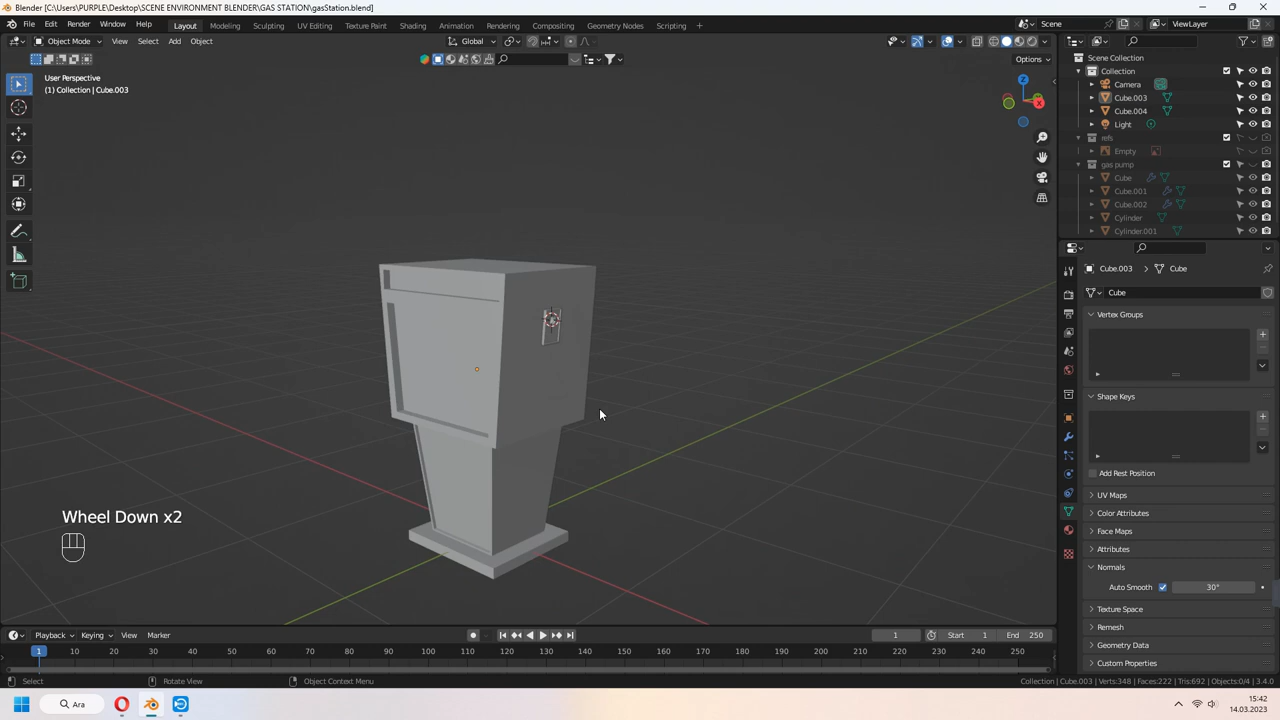 Blender [C:\Users\PURPLE\Desktop\SCENE ENVIRONMENT BLENDER\GAS STATION\gasStation.blend]
File Edit Render Window Help Layout Modeling Sculpting UV Editing Texture Paint Shading Animation Rendering Compositing Geometry Nodes Scripting + Scene ViewLayer
Object Mode View Select Add Object Global
Options
User Perspective
(1) Collection | Cube.003
Scene Collection
Collection
Camera
Cube.003
Cube.004
Light
refs
Empty
gas pump
Cube
Cube.001
Cube.002
Cylinder
Cylinder.001
Cube.003 > Cube
Cube
Vertex Groups
Shape Keys
Add Rest Position
UV Maps
Color Attributes
Face Maps
Attributes
Normals
Auto Smooth 30°
Texture Space
Remesh
Geometry Data
Custom Properties
Wheel Down x2
Playback Keying View Marker 1 Start 1 End 250
1 10 20 30 40 50 60 70 80 90 100 110 120 130 140 150 160 170 180 190 200 210 220 230 240 250
Select Rotate View Object Context Menu Collection | Cube.003 | Verts:348 | Faces:222 | Tris:692 | Objects:0/4 | 3.4.0
Ara
15:42
14.03.2023